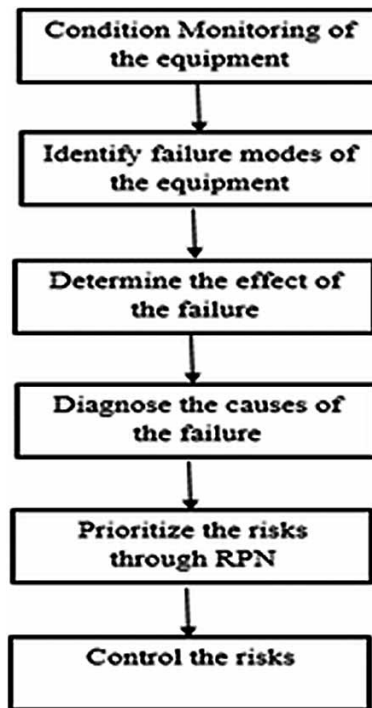 Condition Monitoring of
the equipment
Identify failure modes of
the equipment
Determine the effect of
the failure
Diagnose the causes of
the failure
Prioritize the risks
through RPN
Control the risks